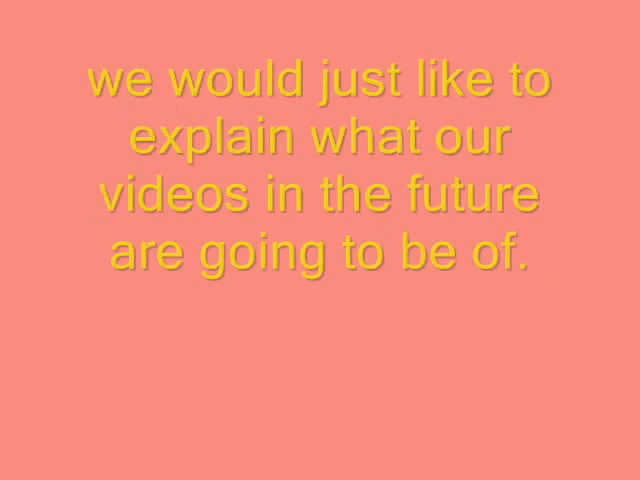 we would just like to
explain what our
videos in the future
are going to be of.